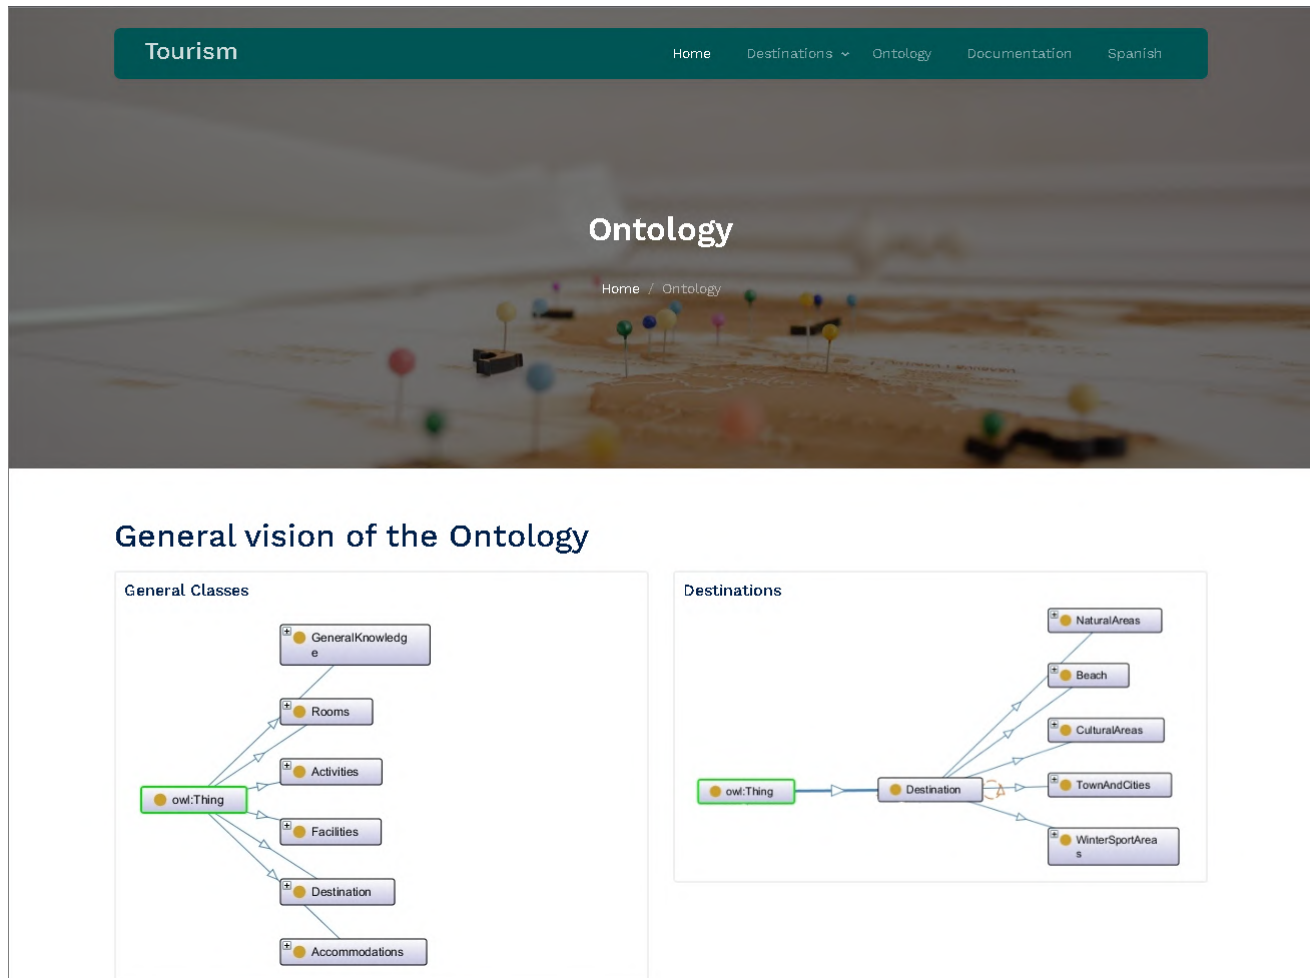 Tourism
Home Destinations Ontology Documentation Spanish
Ontology
Home / Ontology
General vision of the Ontology
General Classes
GeneralKnowledg
e
Rooms
Activities
owl:Thing
Facilities
Destination
Accommodations
Destinations
NaturalAreas
Beach
CulturalAreas
owl:Thing
Destination
TownAndCities
WinterSportArea
s